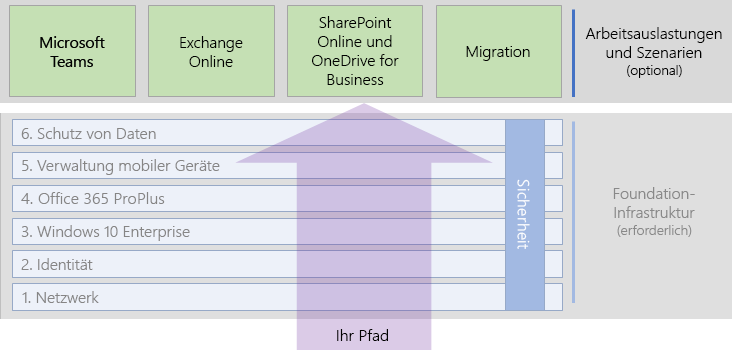 Microsoft
Teams
Exchange
Online
SharePoint
Online und
OneDrive for
Business
Migration
Arbeitsauslastungen
und Szenarien
(optional)
6. Schutz von Daten
5. Verwaltung mobiler Geräte
4. Office 365 ProPlus
3. Windows 10 Enterprise
2. Identität
1. Netzwerk
Sicherheit
Foundation-
Infrastruktur
(erforderlich)
Ihr Pfad